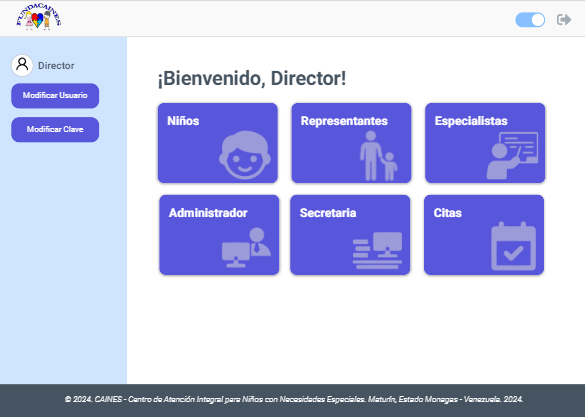 FUNDACAINES
Director
Modificar Usuario
Modificar Clave
¡Bienvenido, Director!
Niños
Representantes
Especialistas
Administrador
Secretaria
Citas
© 2024. CAINES - Centro de Atención Integral para Niños con Necesidades Especiales. Maturín, Estado Monagas - Venezuela. 2024.